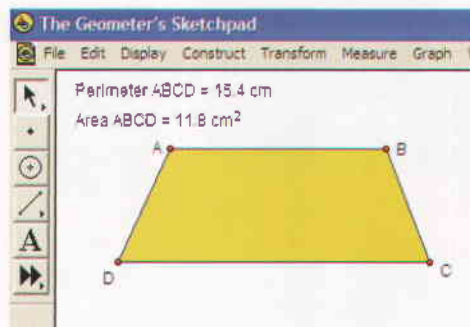 The Geometer's Sketchpad
File Edit Display Construct Transform Measure Graph
Perimeter ABCD = 15.4 cm
Area ABCD = 11.8 cm²
A B
A
D C